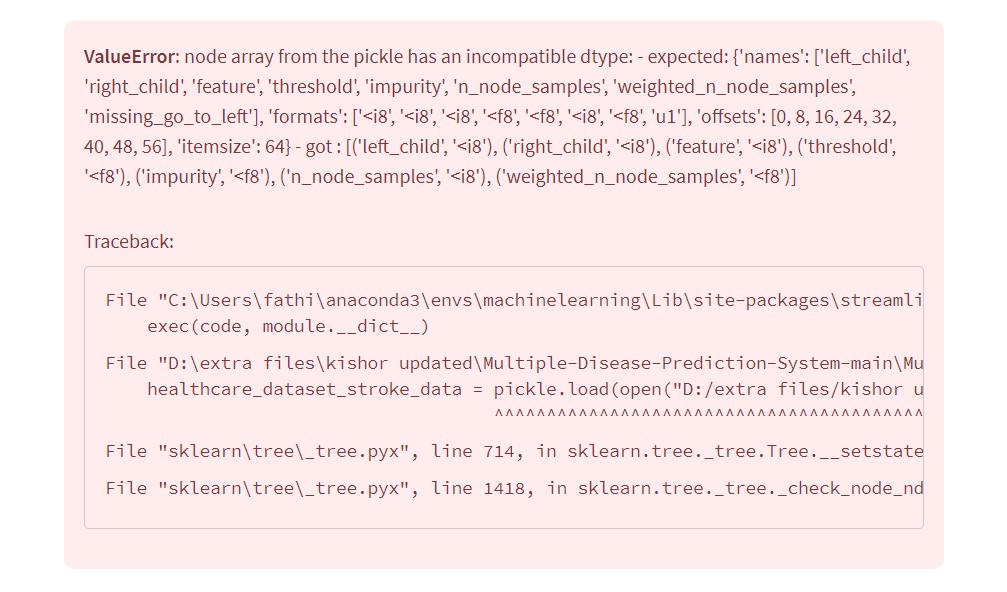 ValueError: node array from the pickle has an incompatible dtype: - expected: {'names': ['left_child',
'right_child', 'feature', 'threshold', 'impurity', 'n_node_samples', 'weighted_n_node_samples',
'missing_go_to_left'], 'formats': ['<i8', '<i8', '<i8', '<f8', '<f8', '<i8', '<f8', 'u1'], 'offsets': [0, 8, 16, 24, 32,
40, 48, 56], 'itemsize': 64} - got : [('left_child', '<i8'), ('right_child', '<i8'), ('feature', '<i8'), ('threshold',
'<f8'), ('impurity', '<f8'), ('n_node_samples', '<i8'), ('weighted_n_node_samples', '<f8')]
Traceback:
File "C:\Users\fathi\anaconda3\envs\machinelearning\Lib\site-packages\streamli
exec(code, module.__dict__)
File "D:\extra files\kishor updated\Multiple-Disease-Prediction-System-main\Mu
healthcare_dataset_stroke_data = pickle.load(open("D:/extra files/kishor u
^^^^^^^^^^^^^^^^^^^^^^^^^^^^^^^^^^^^^^^^^
File "sklearn\tree\_tree.pyx", line 714, in sklearn.tree._tree.Tree.__setstate
File "sklearn\tree\_tree.pyx", line 1418, in sklearn.tree._tree._check_node_nd